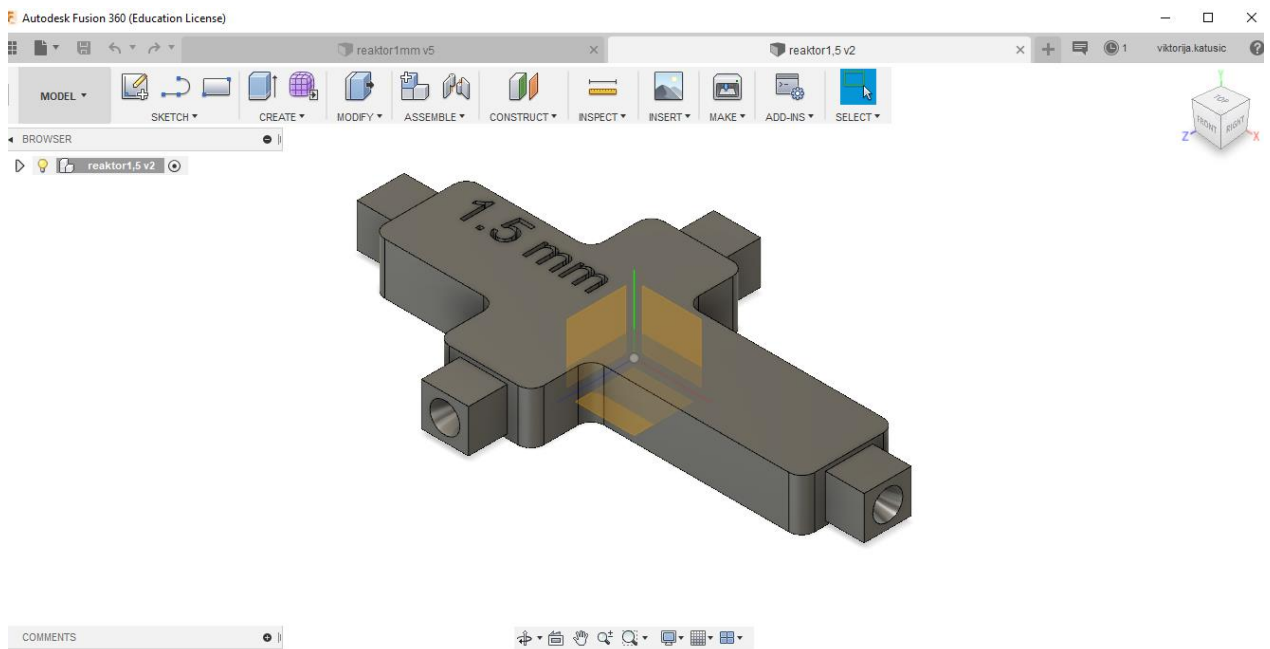 Autodesk Fusion 360 (Education License)
reaktor1mm v5
reaktor1,5 v2
1
viktorija.katusic
MODEL
SKETCH
CREATE
MODIFY
ASSEMBLE
CONSTRUCT
INSPECT
INSERT
MAKE
ADD-INS
SELECT
BROWSER
reaktor1,5 v2
Y
TOP
FRONT
RIGHT
Z
X
1.5 mm
COMMENTS